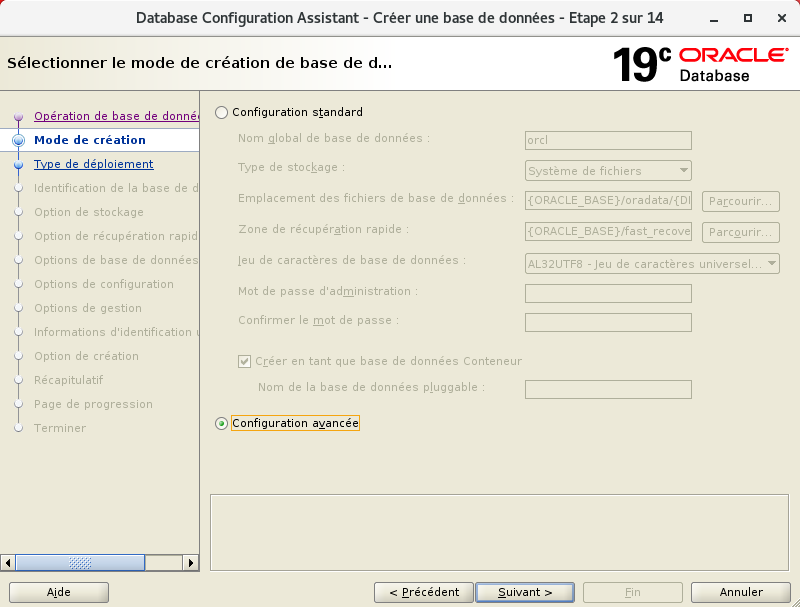 Database Configuration Assistant - Créer une base de données - Etape 2 sur 14
Sélectionner le mode de création de base de d...
19c ORACLE
Database
Opération de base de donnée
Mode de création
Type de déploiement
Identification de la base de d
Option de stockage
Option de récupération rapid
Options de base de données
Options de configuration
Options de gestion
Informations d'identification u
Option de création
Récapitulatif
Page de progression
Terminer
Configuration standard
Nom global de base de données :
orcl
Type de stockage :
Système de fichiers
Emplacement des fichiers de base de données :
{ORACLE_BASE}/oradata/{D
Parcourir...
Zone de récupération rapide :
{ORACLE_BASE}/fast_recove
Parcourir...
Jeu de caractères de base de données :
AL32UTF8 - Jeu de caractères universel...
Mot de passe d'administration :
Confirmer le mot de passe :
Créer en tant que base de données Conteneur
Nom de la base de données pluggable :
Configuration avancée
Aide
< Précédent
Suivant >
Fin
Annuler